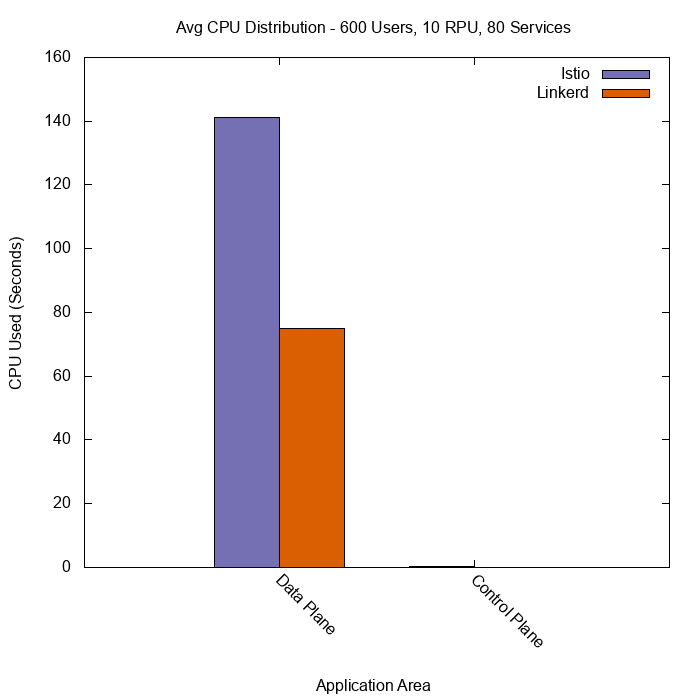 Avg CPU Distribution - 600 Users, 10 RPU, 80 Services
160
140
120
100
80
60
40
20
0
CPU Used (Seconds)
Istio
Linkerd
Data Plane
Control Plane
Application Area